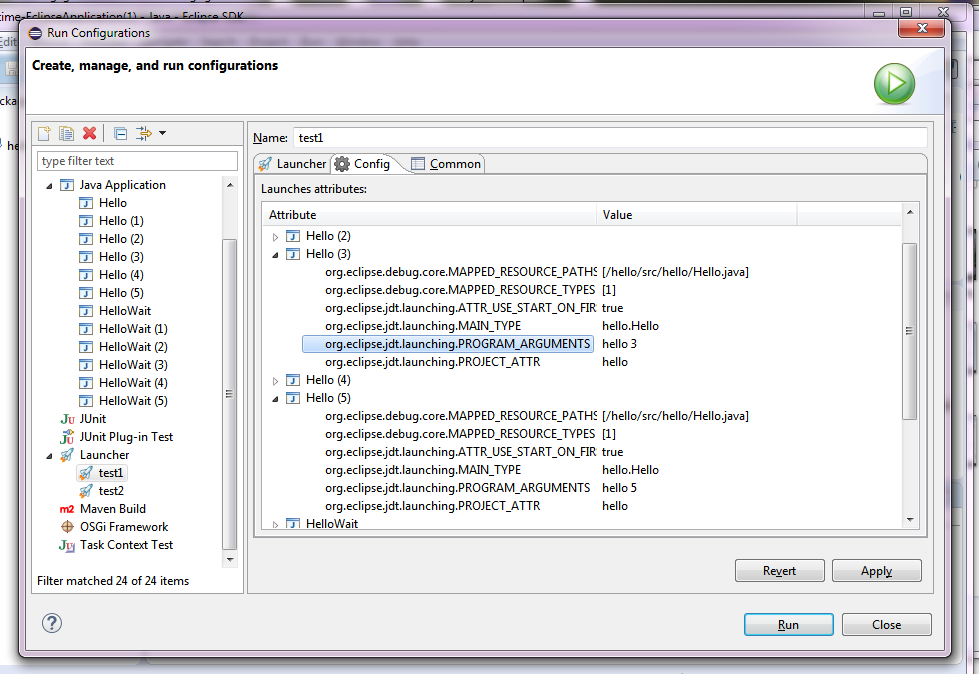 time-EclipseApplication(1) - Java - Eclipse SDK
Edit
Run Configurations
Create, manage, and run configurations
type filter text
Java Application
Hello
Hello (1)
Hello (2)
Hello (3)
Hello (4)
Hello (5)
HelloWait
HelloWait (1)
HelloWait (2)
HelloWait (3)
HelloWait (4)
HelloWait (5)
JUnit
JUnit Plug-in Test
Launcher
test1
test2
Maven Build
OSGi Framework
Task Context Test
Filter matched 24 of 24 items
Name: test1
Launcher Config Common
Launches attributes:
Attribute Value
Hello (2)
Hello (3)
org.eclipse.debug.core.MAPPED_RESOURCE_PATHS [/hello/src/hello/Hello.java]
org.eclipse.debug.core.MAPPED_RESOURCE_TYPES [1]
org.eclipse.jdt.launching.ATTR_USE_START_ON_FIR true
org.eclipse.jdt.launching.MAIN_TYPE hello.Hello
org.eclipse.jdt.launching.PROGRAM_ARGUMENTS hello 3
org.eclipse.jdt.launching.PROJECT_ATTR hello
Hello (4)
Hello (5)
org.eclipse.debug.core.MAPPED_RESOURCE_PATHS [/hello/src/hello/Hello.java]
org.eclipse.debug.core.MAPPED_RESOURCE_TYPES [1]
org.eclipse.jdt.launching.ATTR_USE_START_ON_FIR true
org.eclipse.jdt.launching.MAIN_TYPE hello.Hello
org.eclipse.jdt.launching.PROGRAM_ARGUMENTS hello 5
org.eclipse.jdt.launching.PROJECT_ATTR hello
HelloWait
Revert Apply
Run Close